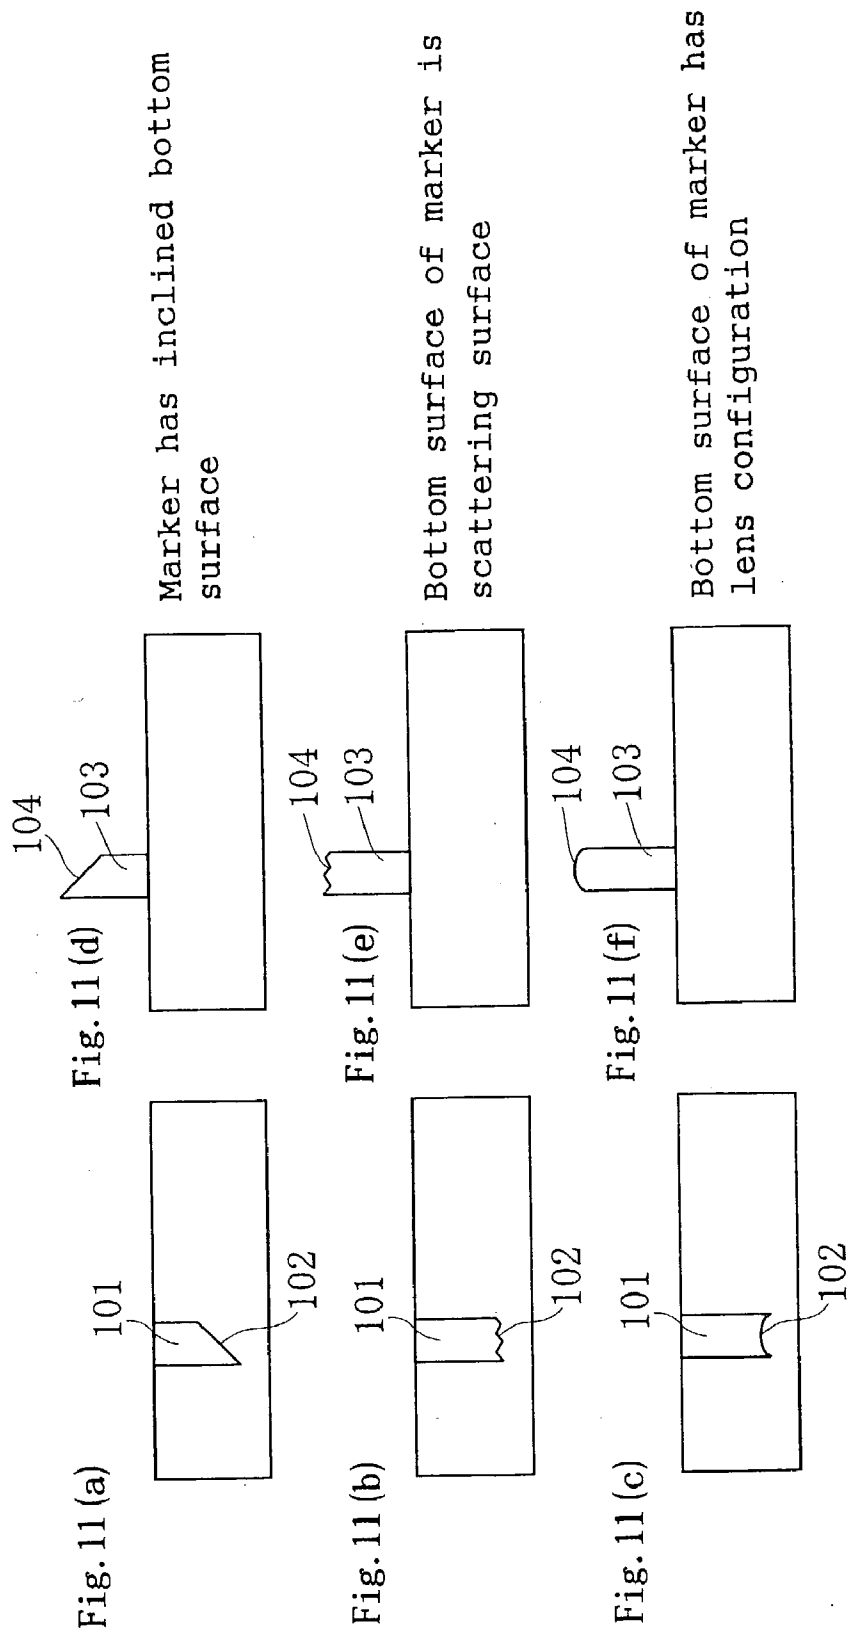 Fig.11(a)
101
102
Fig.11(d)
104
103
Marker has inclined bottom
surface
Fig.11(b)
101
102
Fig.11(e)
104
103
Bottom surface of marker is
scattering surface
Fig.11(c)
101
102
Fig.11(f)
104
103
Bottom surface of marker has
lens configuration